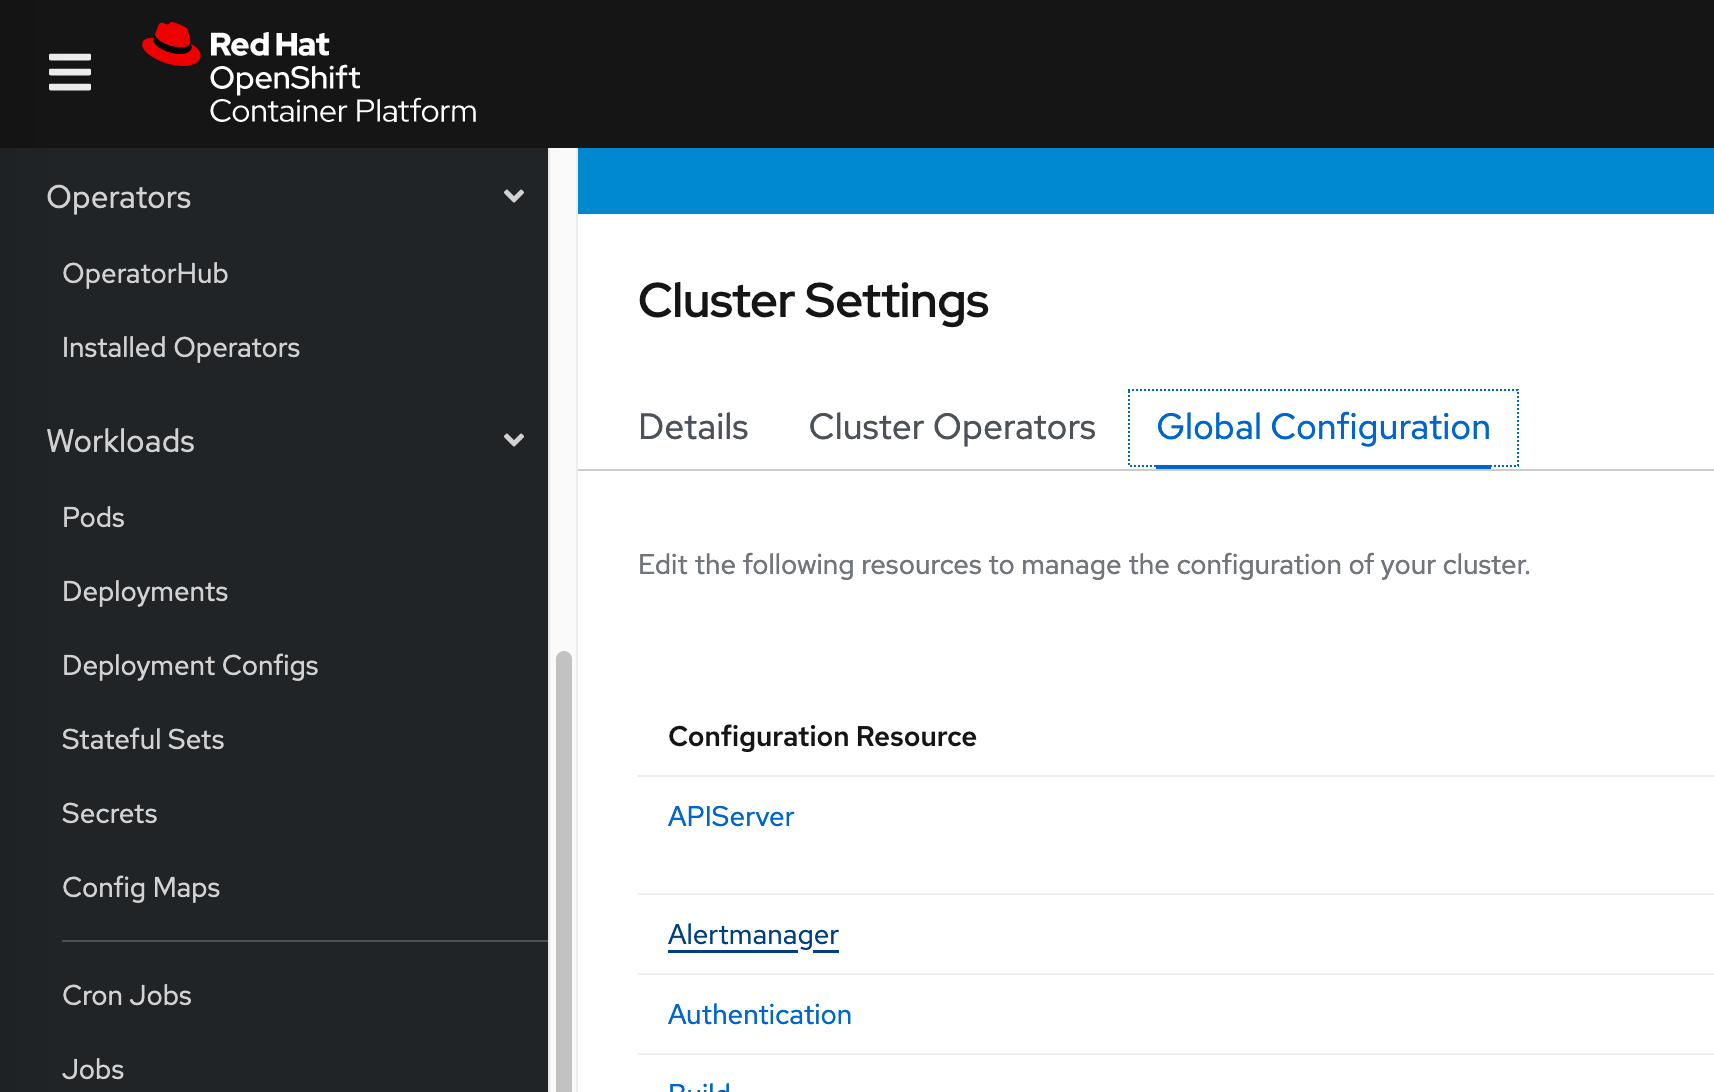 Red Hat
OpenShift
Container Platform
Operators
OperatorHub
Installed Operators
Workloads
Pods
Deployments
Deployment Configs
Stateful Sets
Secrets
Config Maps
Cron Jobs
Jobs
Cluster Settings
Details Cluster Operators Global Configuration
Edit the following resources to manage the configuration of your cluster.
Configuration Resource
APIServer
Alertmanager
Authentication
Build